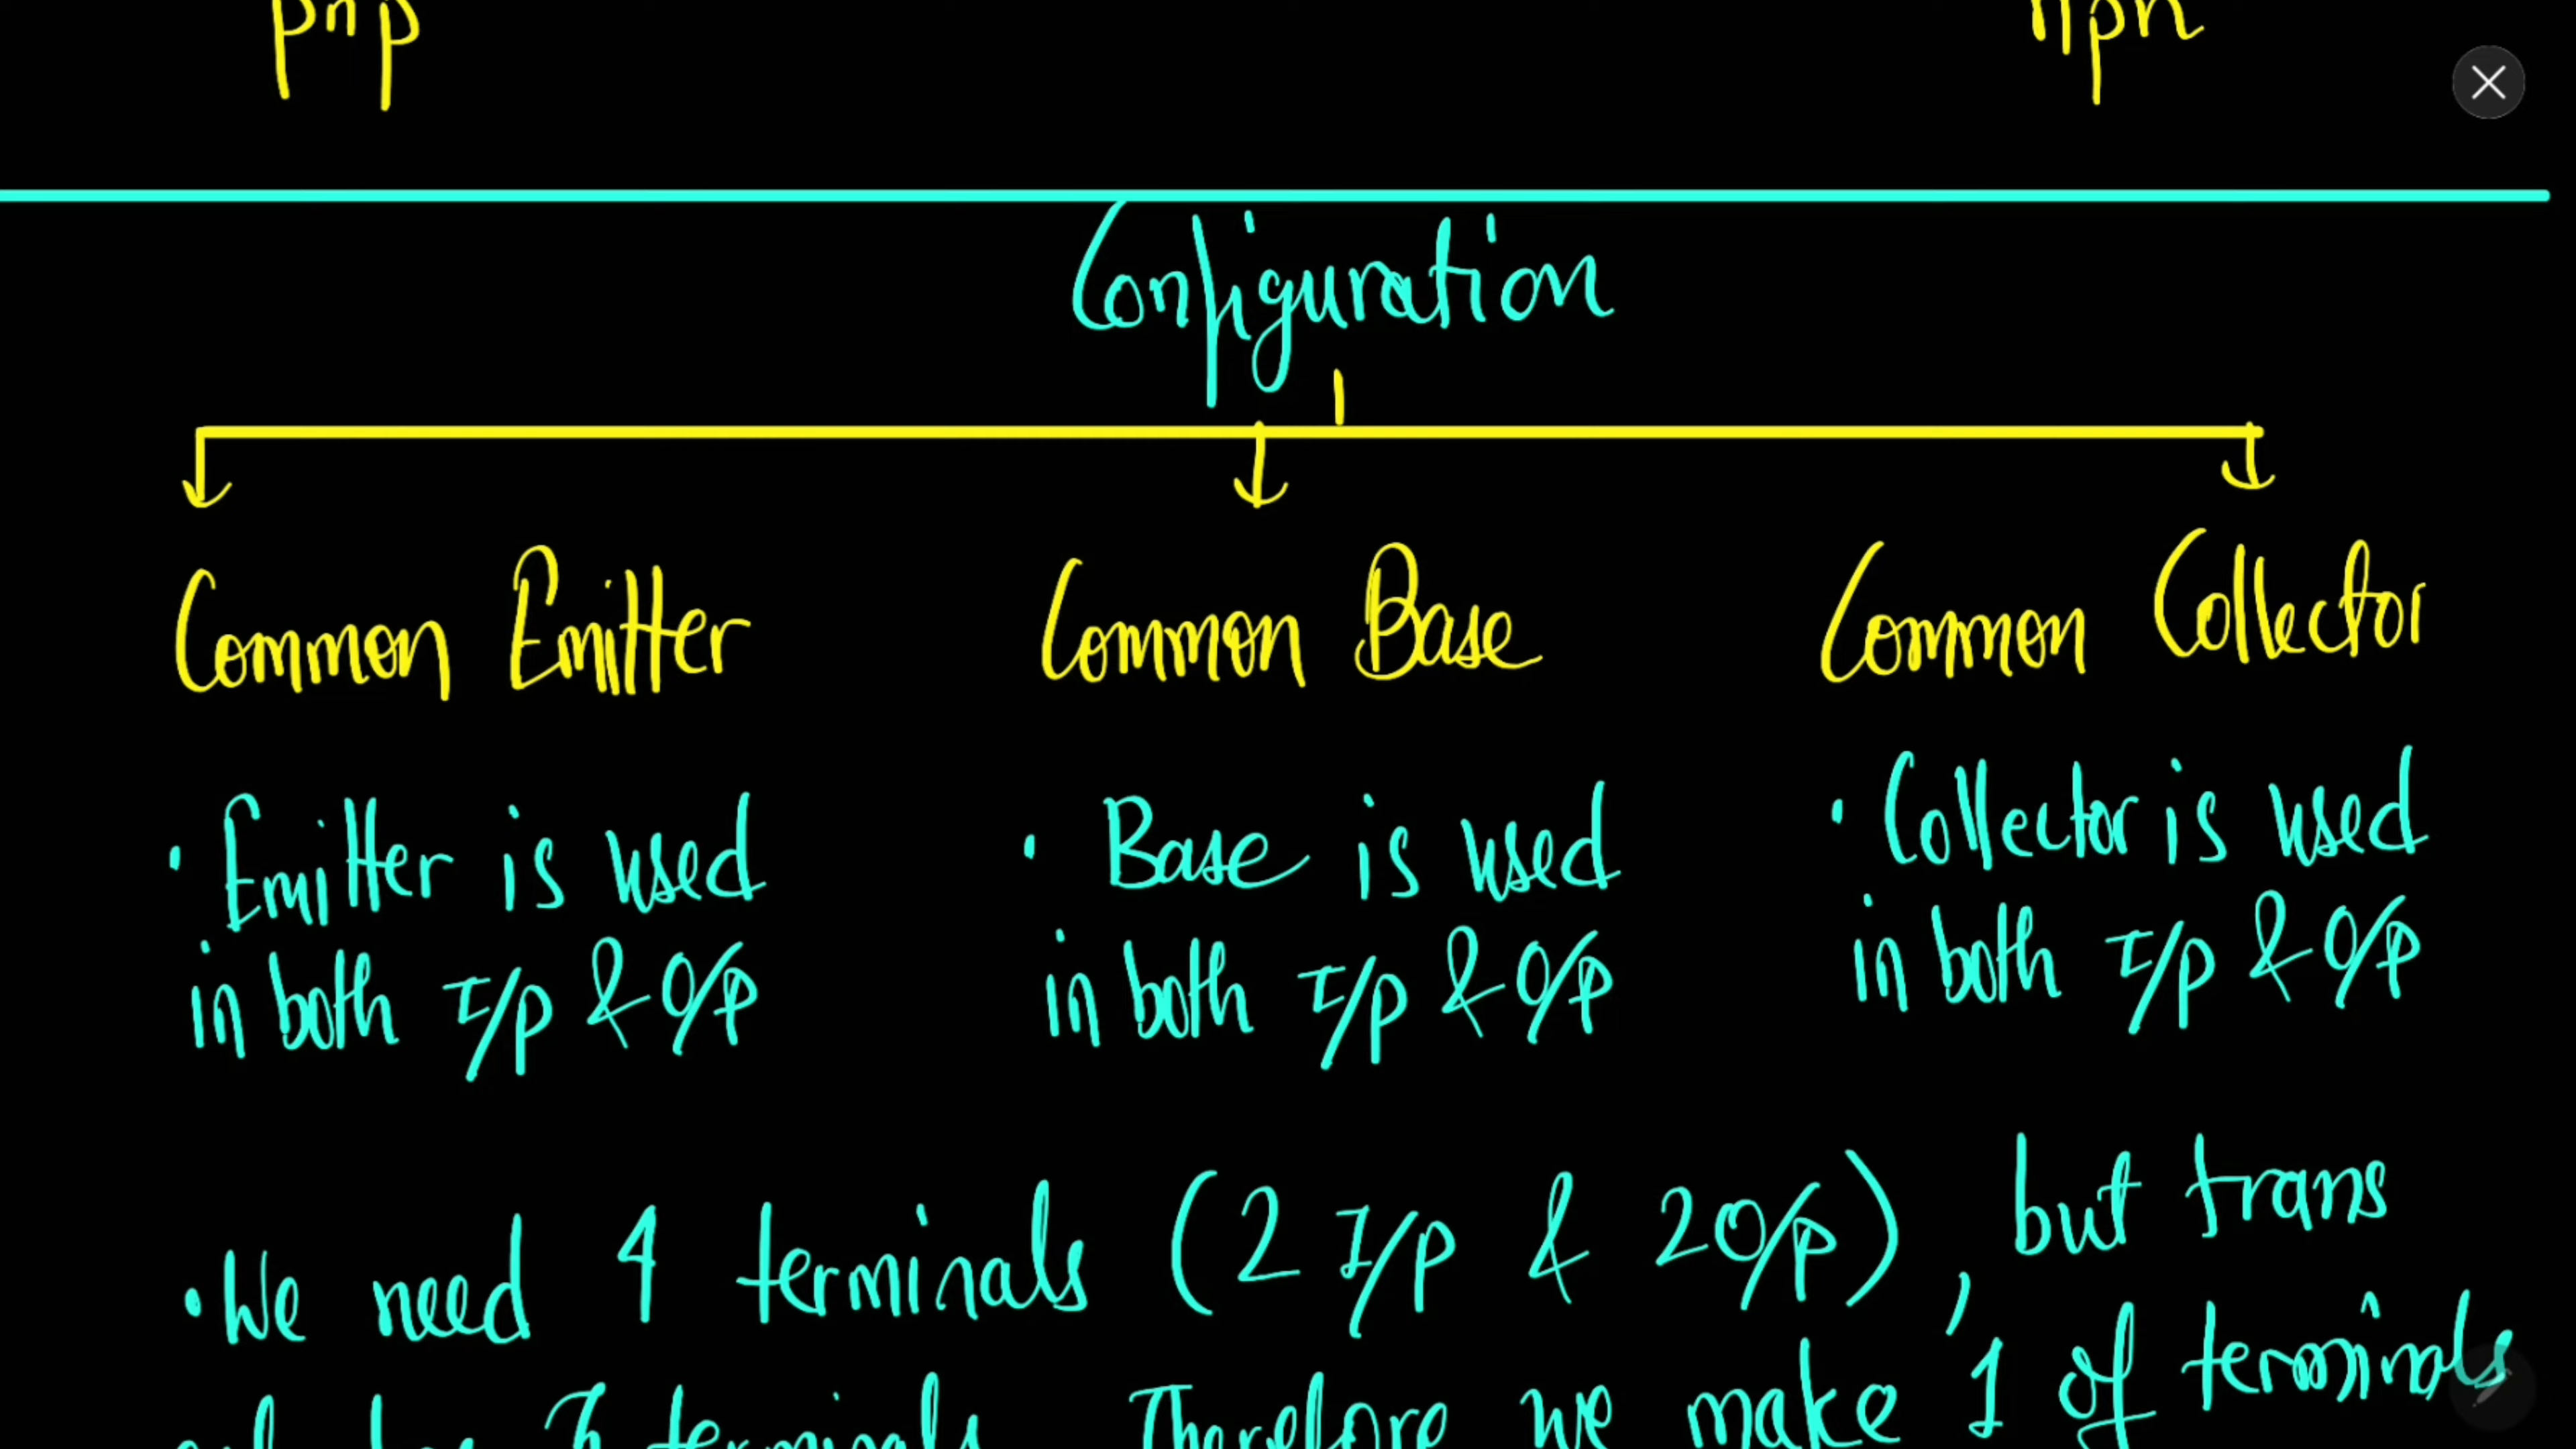 pnp npn
Configuration
Common Emitter Common Base Common Collector
· Emitter is used
in both I/p & O/p
· Base is used
in both I/p & O/p
· Collector is used
in both I/p & O/p
· We need 4 terminals (2 I/p & 2 O/p), but trans
terminals Therefore we make 1 of terminals